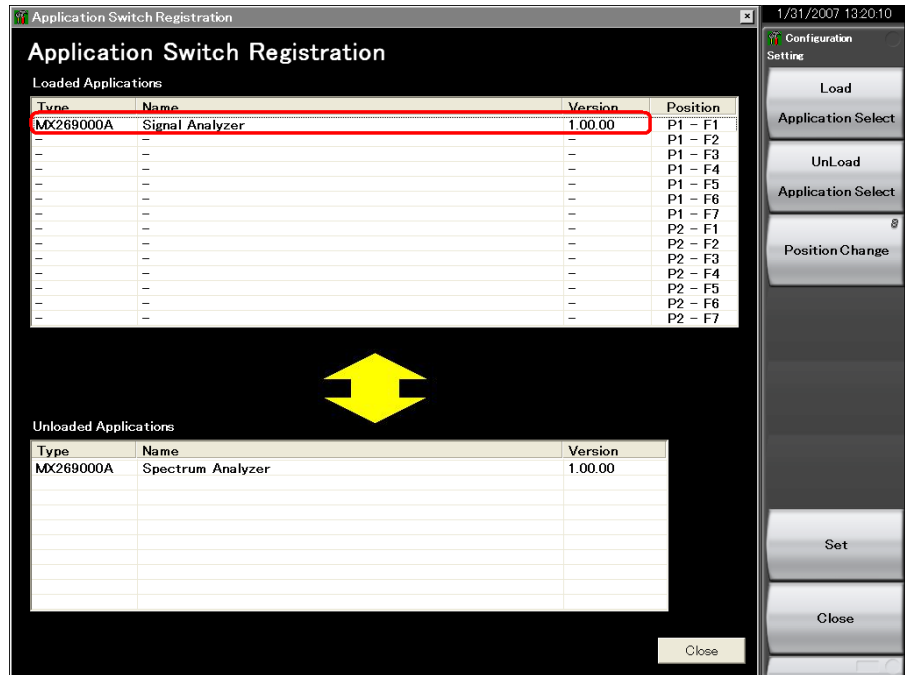 Application Switch Registration
1/31/2007 13:20:10
Application Switch Registration
Loaded Applications
Type Name Version Position
MX269000A Signal Analyzer 1.00.00 P1 - F1
- - - P1 - F2
- - - P1 - F3
- - - P1 - F4
- - - P1 - F5
- - - P1 - F6
- - - P1 - F7
- - - P2 - F1
- - - P2 - F2
- - - P2 - F3
- - - P2 - F4
- - - P2 - F5
- - - P2 - F6
- - - P2 - F7
Unloaded Applications
Type Name Version
MX269000A Spectrum Analyzer 1.00.00
Close
Configuration
Setting
Load
Application Select
UnLoad
Application Select
8
Position Change
Set
Close